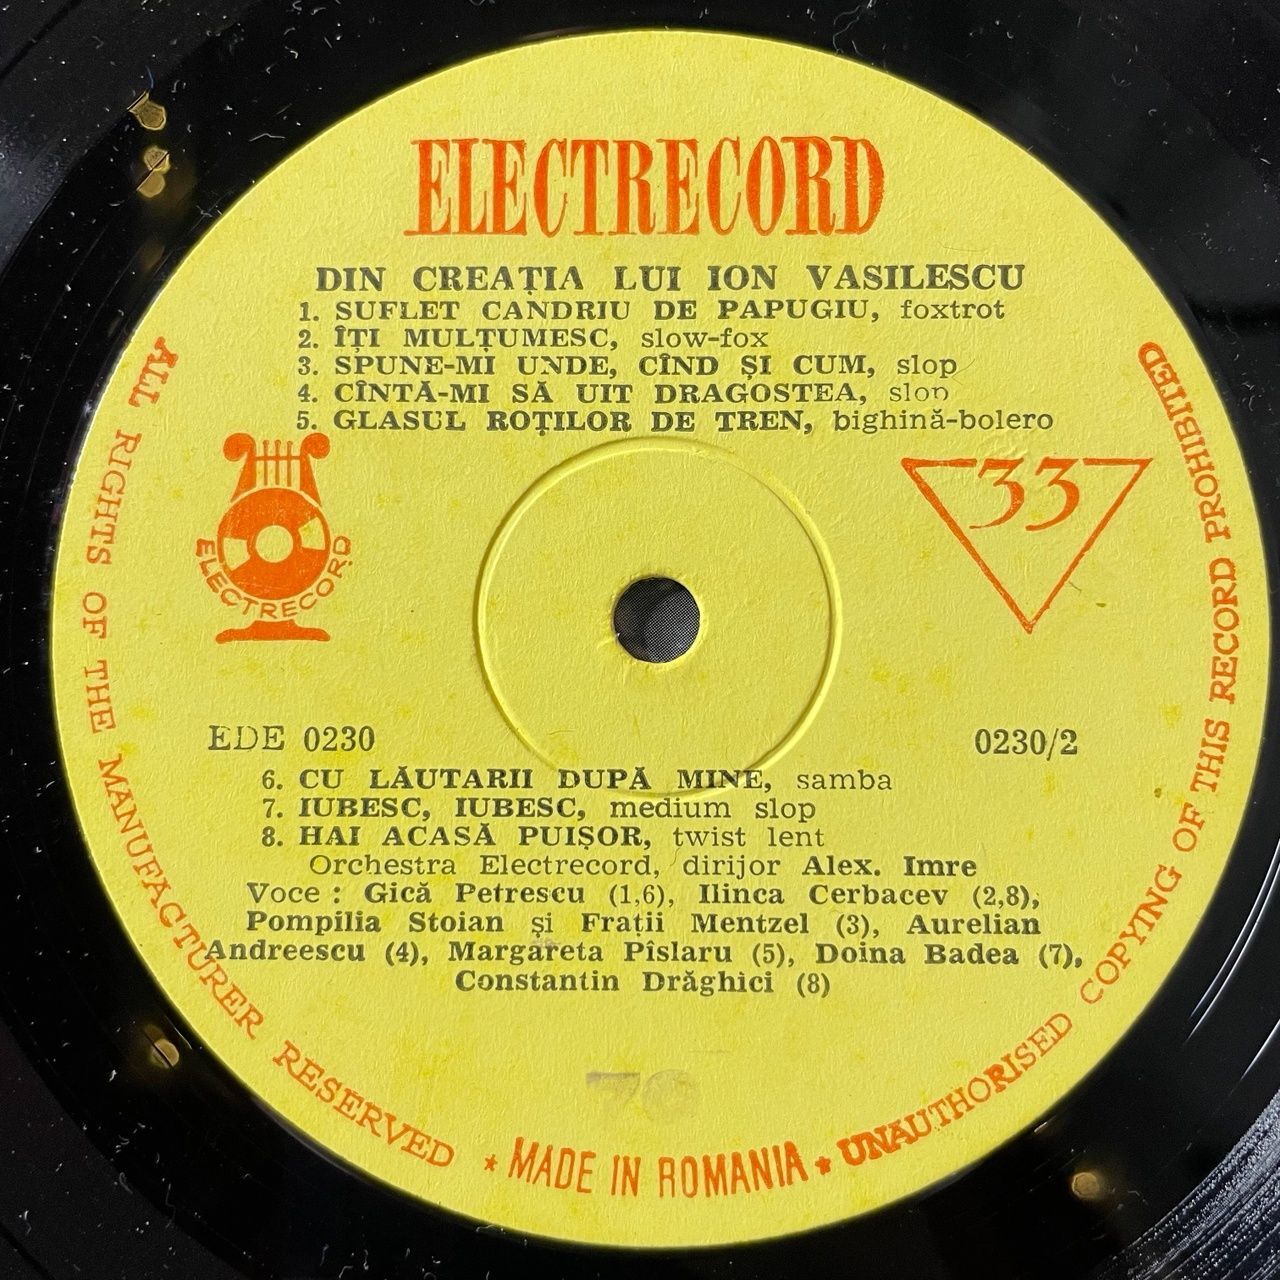 ELECTRECORD
DIN CREAȚIA LUI ION VASILESCU
1. SUFLET CANDRIU DE PAPUGIU, foxtrot
2. ÎȚI MULȚUMESC, slow-fox
3. SPUNE-MI UNDE, CÎND ȘI CUM, slop
4. CÎNTĂ-MI SĂ UIT DRAGOSTEA, slop
5. GLASUL ROȚILOR DE TREN, bighină-bolero
33
ELECTRECORD
EDE 0230
0230/2
6. CU LĂUTARII DUPĂ MINE, samba
7. IUBESC, IUBESC, medium slop
8. HAI ACASĂ PUIȘOR, twist lent
Orchestra Electrecord, dirijor Alex. Imre
Voce : Gică Petrescu (1,6), Ilinca Cerbacev (2,8),
Pompilia Stoian și Frații Mentzel (3), Aurelian
Andreescu (4), Margareta Pîslaru (5), Doina Badea (7),
Constantin Drăghici (8)
ALL RIGHTS OF THE MANUFACTURER RESERVED ★ MADE IN ROMANIA ★ UNAUTHORISED COPYING OF THIS RECORD PROHIBITED